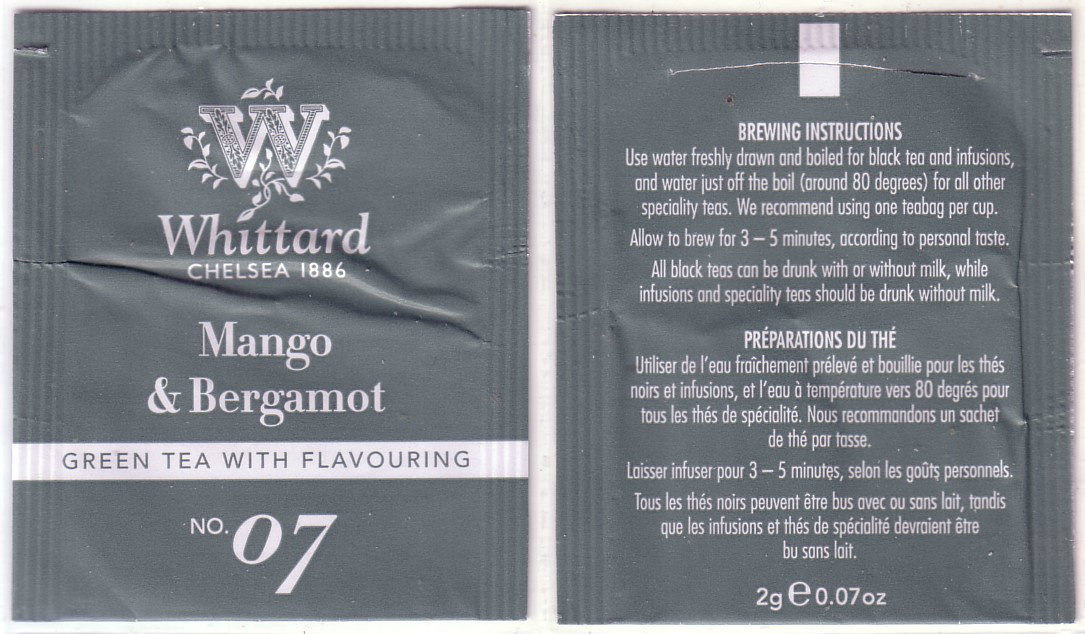 W
Whittard
CHELSEA 1886
Mango
& Bergamot
GREEN TEA WITH FLAVOURING
NO. 07
BREWING INSTRUCTIONS
Use water freshly drawn and boiled for black tea and infusions,
and water just off the boil (around 80 degrees) for all other
speciality teas. We recommend using one teabag per cup.
Allow to brew for 3 – 5 minutes, according to personal taste.
All black teas can be drunk with or without milk, while
infusions and speciality teas should be drunk without milk.
PRÉPARATIONS DU THÉ
Utiliser de l'eau fraîchement prélevé et bouillie pour les thés
noirs et infusions, et l'eau à température vers 80 degrés pour
tous les thés de spécialité. Nous recommandons un sachet
de thé par tasse.
Laisser infuser pour 3 – 5 minutes, selon les goûts personnels.
Tous les thés noirs peuvent être bus avec ou sans lait, tandis
que les infusions et thés de spécialité devraient être
bu sans lait.
2g e 0.07oz